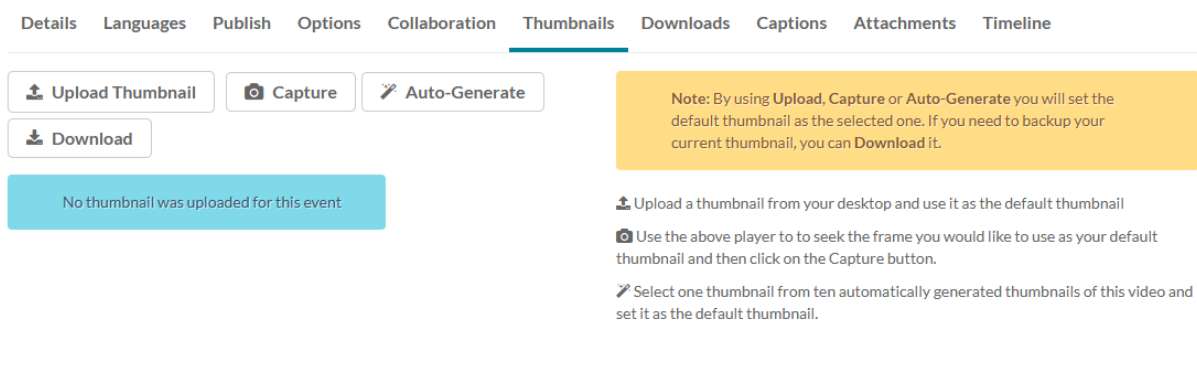 Details Languages Publish Options Collaboration Thumbnails Downloads Captions Attachments Timeline
Upload Thumbnail Capture Auto-Generate
Download
No thumbnail was uploaded for this event
Note: By using Upload, Capture or Auto-Generate you will set the
default thumbnail as the selected one. If you need to backup your
current thumbnail, you can Download it.
Upload a thumbnail from your desktop and use it as the default thumbnail
Use the above player to to seek the frame you would like to use as your default
thumbnail and then click on the Capture button.
Select one thumbnail from ten automatically generated thumbnails of this video and
set it as the default thumbnail.